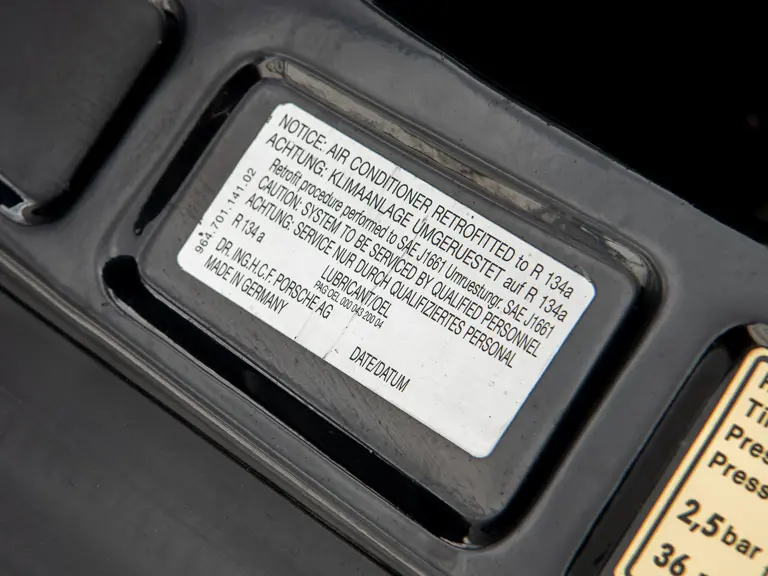 NOTICE: AIR CONDITIONER RETROFITTED to R 134a
ACHTUNG: KLIMAANLAGE UMGERUESTET auf R 134a
Retrofit procedure performed to SAE J1661 Umruestungr. SAE J1661
CAUTION: SYSTEM TO BE SERVICED BY QUALIFIED PERSONNEL
ACHTUNG: SERVICE NUR DURCH QUALIFIZIERTES PERSONAL
R 134 a
LUBRICANT/OEL
PAG OEL 000 043 200 04
DR. ING.H.C.F. PORSCHE AG
MADE IN GERMANY
DATE/DATUM
964.701.141.02
Pres
Press
2,5 bar
36